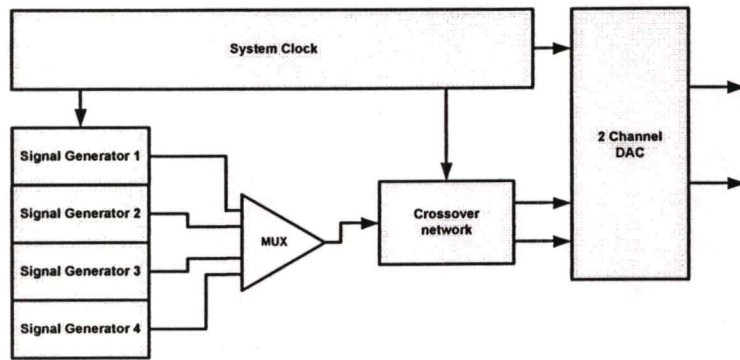 System Clock
Signal Generator 1
Signal Generator 2
Signal Generator 3
Signal Generator 4
MUX
Crossover
network
2 Channel
DAC